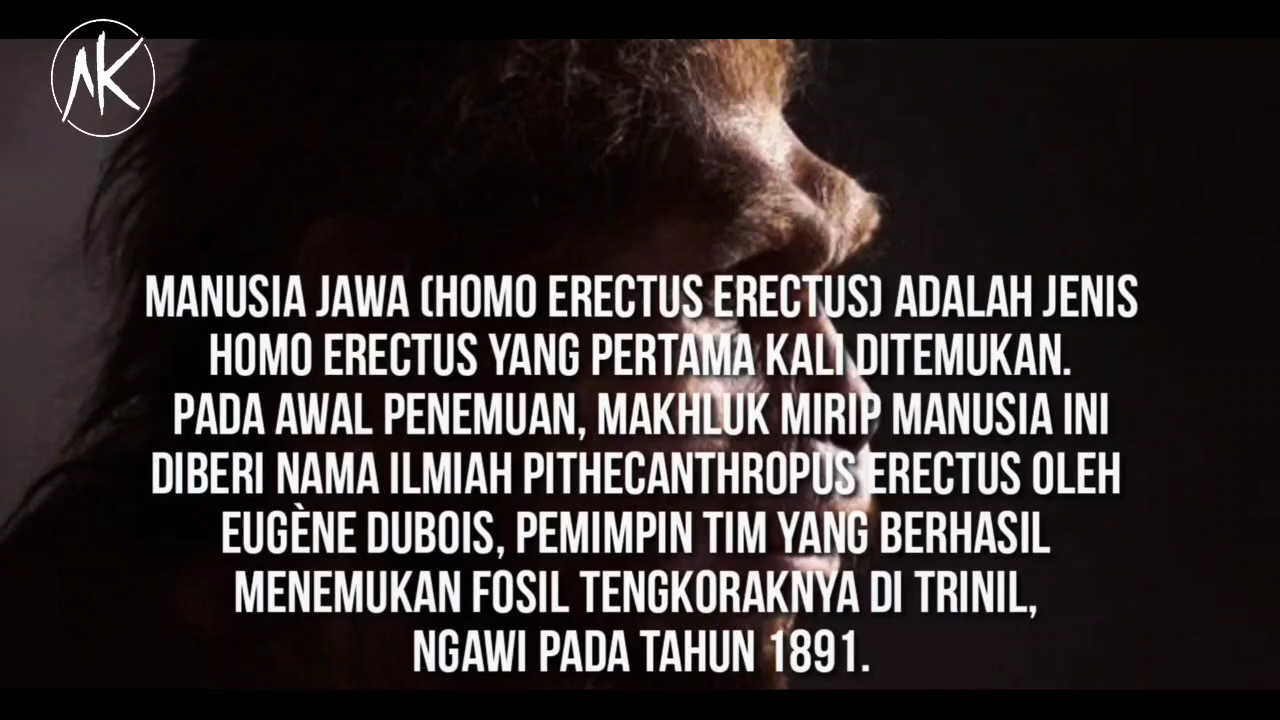 NK
MANUSIA JAWA (HOMO ERECTUS ERECTUS) ADALAH JENIS
HOMO ERECTUS YANG PERTAMA KALI DITEMUKAN.
PADA AWAL PENEMUAN, MAKHLUK MIRIP MANUSIA INI
DIBERI NAMA ILMIAH PITHECANTHROPUS ERECTUS OLEH
EUGÈNE DUBOIS, PEMIMPIN TIM YANG BERHASIL
MENEMUKAN FOSIL TENGKORAKNYA DI TRINIL,
NGAWI PADA TAHUN 1891.